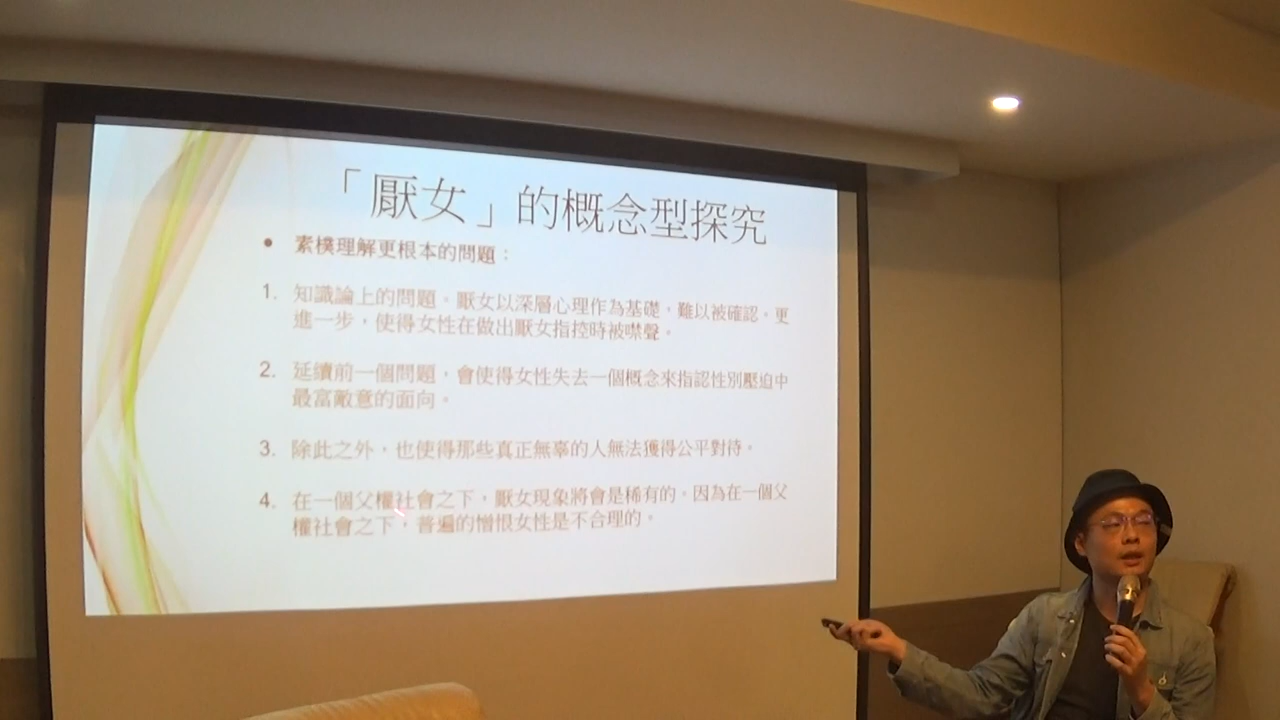 「厭女」的概念型探究
• 素樸理解更根本的問題：
1. 知識論上的問題。厭女以深層心理作為基礎，難以被確認。更
進一步，使得女性在做出厭女指控時被噤聲。
2. 延續前一個問題，會使得女性失去一個概念來指認性別壓迫中
最富敵意的面向。
3. 除此之外，也使得那些真正無辜的人無法獲得公平對待。
4. 在一個父權社會之下，厭女現象將會是稀有的。因為在一個父
權社會之下，普遍的憎恨女性是不合理的。